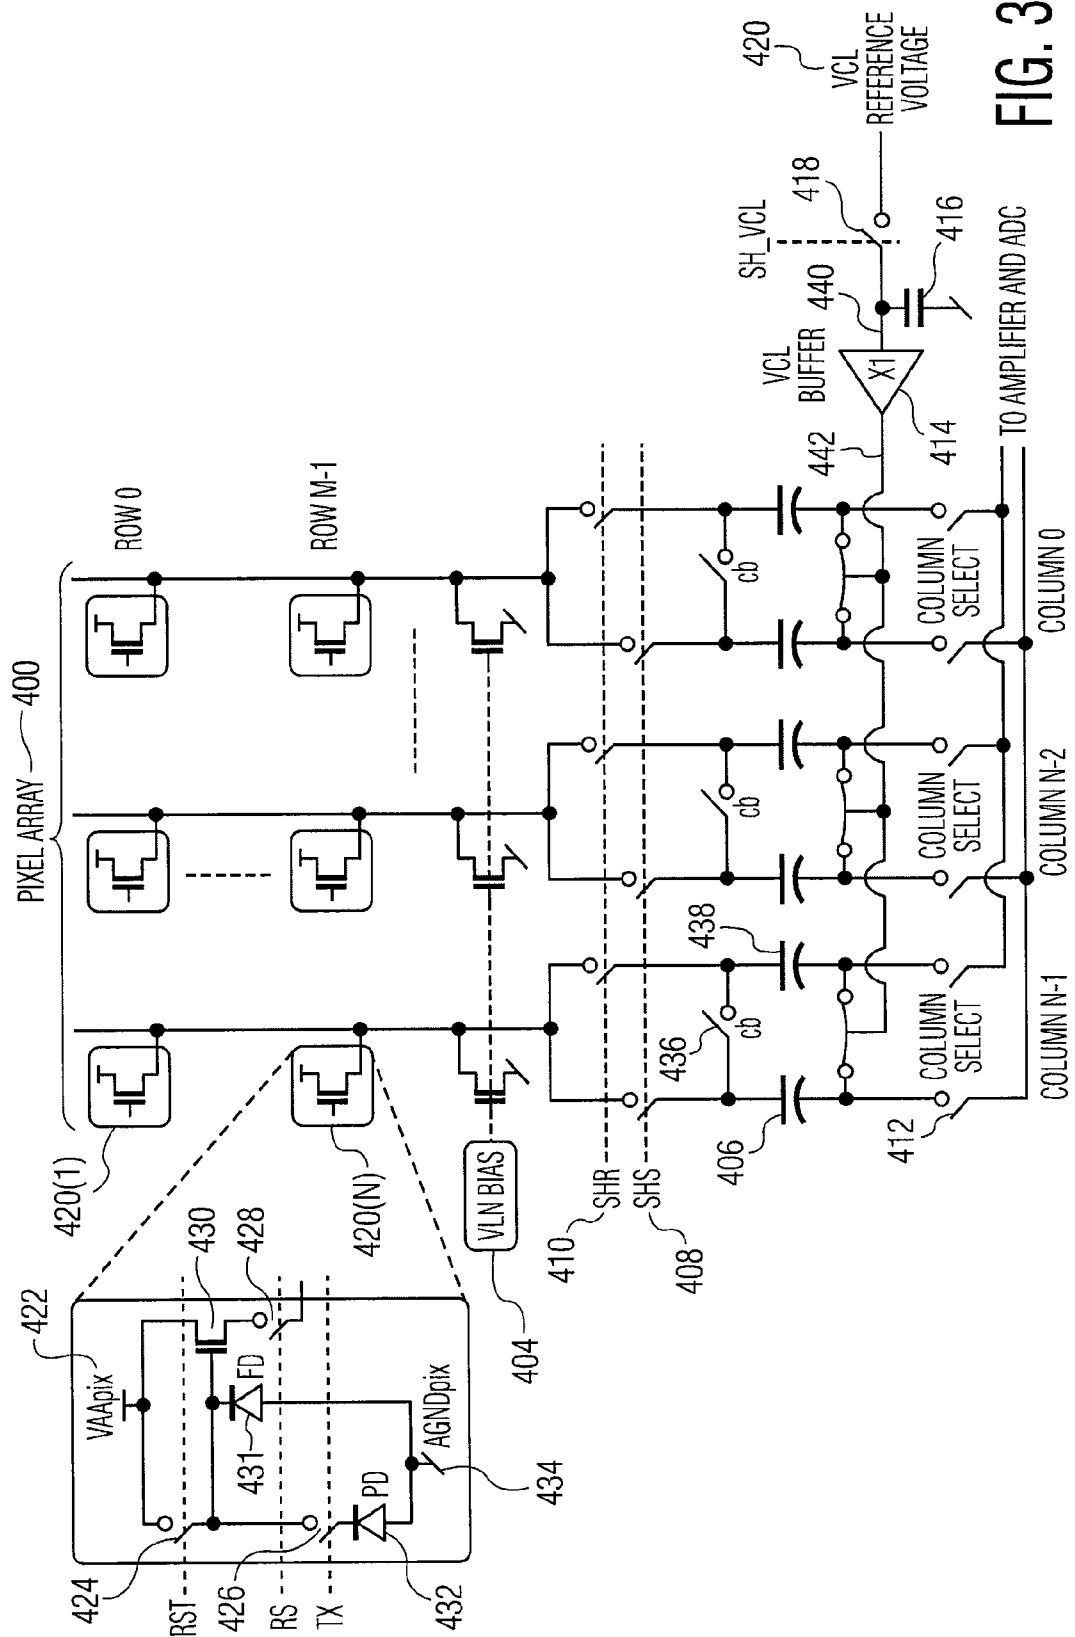 PIXEL ARRAY 400
ROW 0
ROW M-1
420(1)
420(N)
VLN BIAS
404
422
VAApix
430
428
FD
431
AGNDpix
434
PD
432
424
426
RST
RS
TX
410
SHR
SHS
408
436
cb
438
406
412
cb
cb
COLUMN
SELECT
COLUMN
SELECT
COLUMN
SELECT
COLUMN N-1
COLUMN N-2
COLUMN 0
442
VCL
BUFFER
X1
414
440
SH_VCL
418
416
420
VCL
REFERENCE
VOLTAGE
TO AMPLIFIER AND ADC
FIG. 3